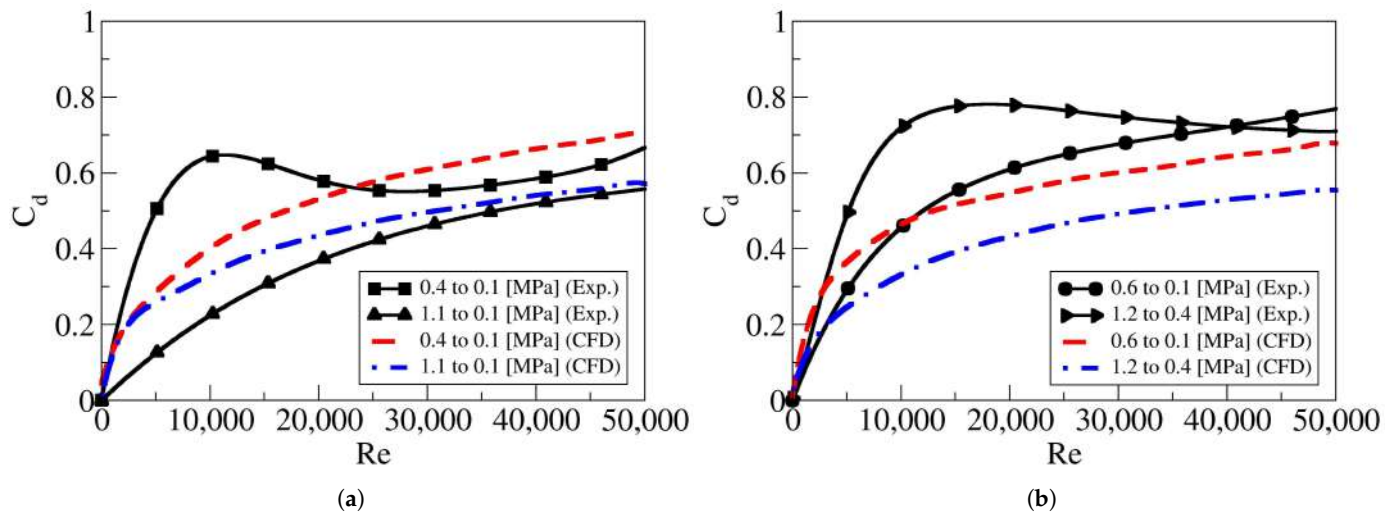 1
0.8
0.6
0.4
0.2
0
C_d
0
10,000
20,000
30,000
40,000
50,000
Re
0.4 to 0.1 [MPa] (Exp.)
1.1 to 0.1 [MPa] (Exp.)
0.4 to 0.1 [MPa] (CFD)
1.1 to 0.1 [MPa] (CFD)
(a)
1
0.8
0.6
0.4
0.2
0
C_d
0
10,000
20,000
30,000
40,000
50,000
Re
0.6 to 0.1 [MPa] (Exp.)
1.2 to 0.4 [MPa] (Exp.)
0.6 to 0.1 [MPa] (CFD)
1.2 to 0.4 [MPa] (CFD)
(b)